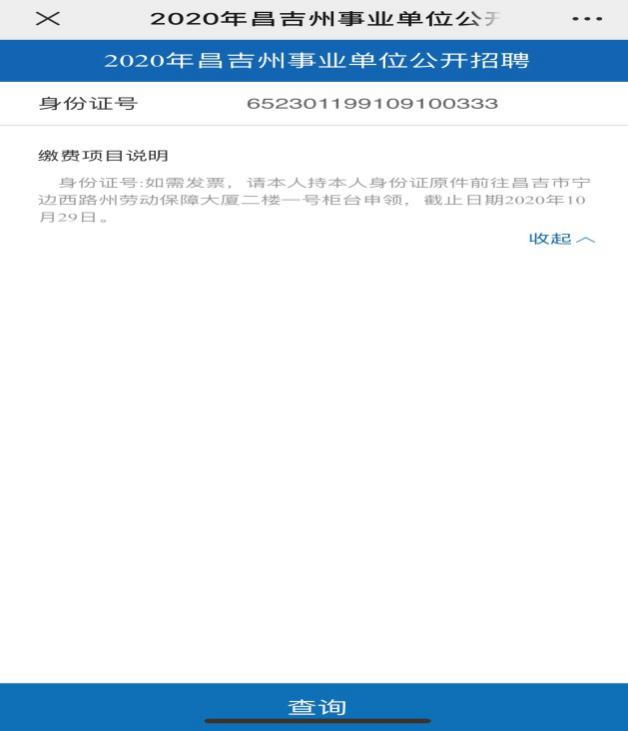 2020年昌吉州事业单位公开
2020年昌吉州事业单位公开招聘
身份证号 652301199109100333
缴费项目说明
身份证号:如需发票，请本人持本人身份证原件前往昌吉市宁
边西路州劳动保障大厦二楼一号柜台申领，截止日期2020年10
月29日。
收起
查询